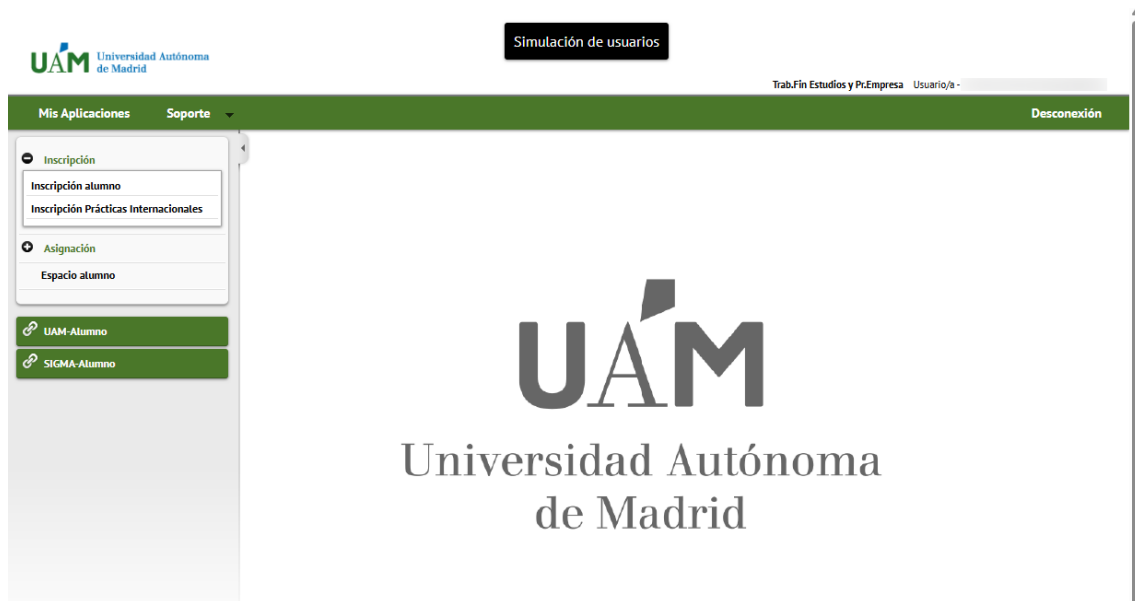 Simulación de usuarios
UAM Universidad Autónoma
de Madrid
Trab.Fin Estudios y Pr.Empresa Usuario/a -
Mis Aplicaciones Soporte Desconexión
Inscripción
Inscripción alumno
Inscripción Prácticas Internacionales
Asignación
Espacio alumno
UAM-Alumno
SIGMA-Alumno
UÁM
Universidad Autónoma
de Madrid